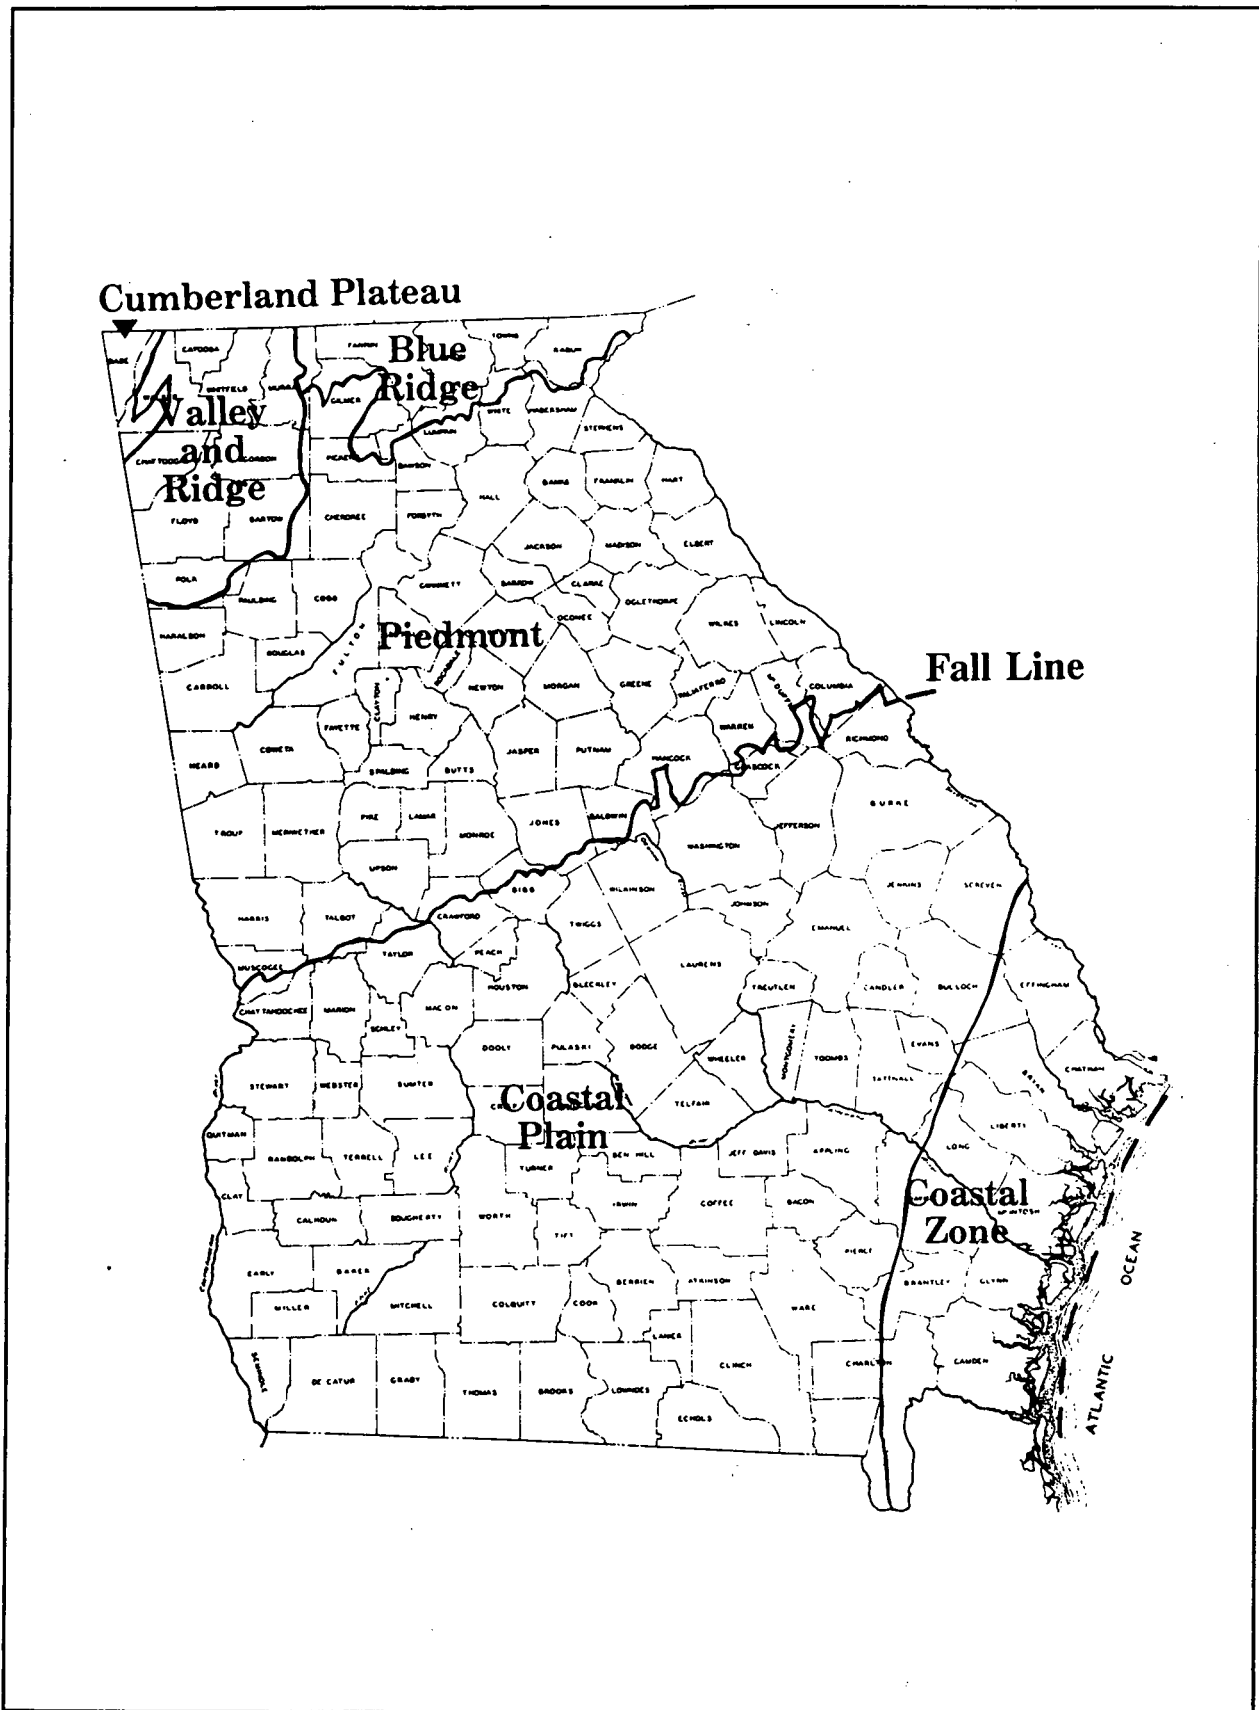 Cumberland Plateau
DADE
CATOOSA
FANNIN
TOWNS
RABUN
Blue
Ridge
WHITFIELD
MURRAY
GILMER
Valley
and
Ridge
WHITE
HABERSHAM
STEPHENS
LUMPKIN
CHATTOOGA
GORDON
PICKENS
DAWSON
HALL
BANKS
FRANKLIN
HART
FLOYD
BARTOW
CHEROKEE
FORSYTH
JACKSON
MADISON
ELBERT
POLK
PAULDING
COBB
GWINNETT
BARROW
CLARKE
OCONEE
OGLETHORPE
WILKES
LINCOLN
HARALSON
DOUGLAS
FULTON
Piedmont
ROCKDALE
CARROLL
CLAYTON
NEWTON
MORGAN
GREENE
TALIAFERRO
MCDUFFIE
COLUMBIA
Fall Line
HEARD
COWETA
FAYETTE
HENRY
SPALDING
BUTTS
JASPER
PUTNAM
HANCOCK
WARREN
GLASCOCK
RICHMOND
TROUP
MERIWETHER
PIKE
LAMAR
MONROE
JONES
BALDWIN
WASHINGTON
JEFFERSON
BURKE
UPSON
BIBB
WILKINSON
JOHNSON
JENKINS
SCREVEN
HARRIS
TALBOT
CRAWFORD
TWIGGS
EMANUEL
MUSCOGEE
TAYLOR
PEACH
LAURENS
CHATTAHOOCHEE
MARION
SCHLEY
MACON
HOUSTON
BLECKLEY
TREUTLEN
CANDLER
BULLOCH
EFFINGHAM
STEWART
WEBSTER
SUMTER
DOOLY
PULASKI
DODGE
WHEELER
MONTGOMERY
TOOMBS
TATTNALL
EVANS
BRYAN
CHATHAM
Coastal
Plain
TELFAIR
QUITMAN
RANDOLPH
TERRELL
LEE
TURNER
BEN HILL
JEFF DAVIS
APPLING
LONG
LIBERTY
CLAY
CALHOUN
DOUGHERTY
WORTH
TIFT
IRWIN
COFFEE
BACON
Coastal
Zone
MCINTOSH
EARLY
BAKER
MILLER
MITCHELL
COLQUITT
COOK
BERRIEN
ATKINSON
PIERCE
WARE
BRANTLEY
GLYNN
SEMINOLE
DECATUR
GRADY
THOMAS
BROOKS
LOWNDES
LANIER
CLINCH
ECHOLS
CHARLTON
CAMDEN
ATLANTIC OCEAN